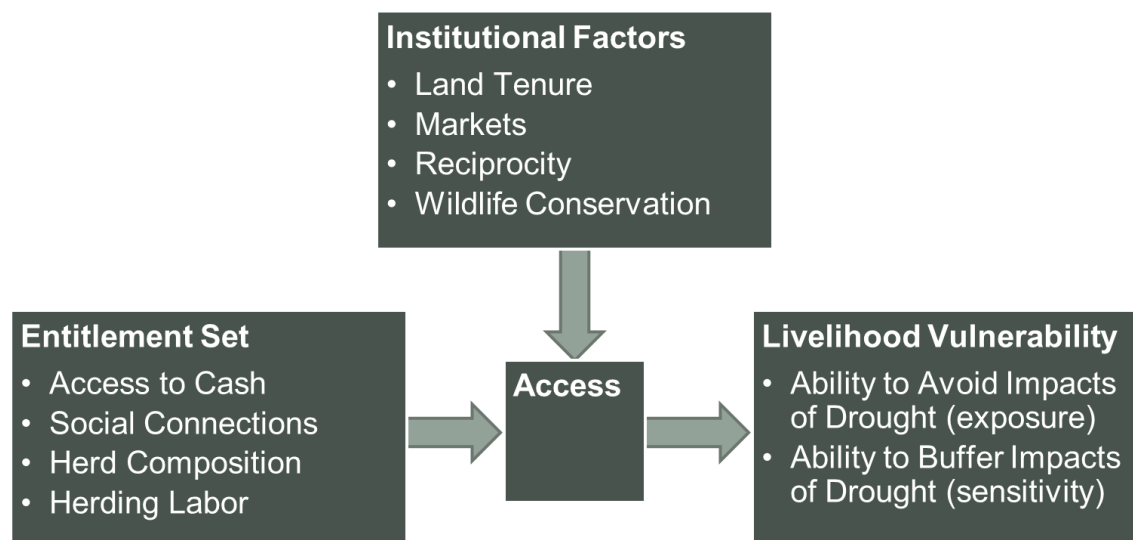 Institutional Factors
• Land Tenure
• Markets
• Reciprocity
• Wildlife Conservation
Entitlement Set
• Access to Cash
• Social Connections
• Herd Composition
• Herding Labor
Access
Livelihood Vulnerability
• Ability to Avoid Impacts
of Drought (exposure)
• Ability to Buffer Impacts
of Drought (sensitivity)